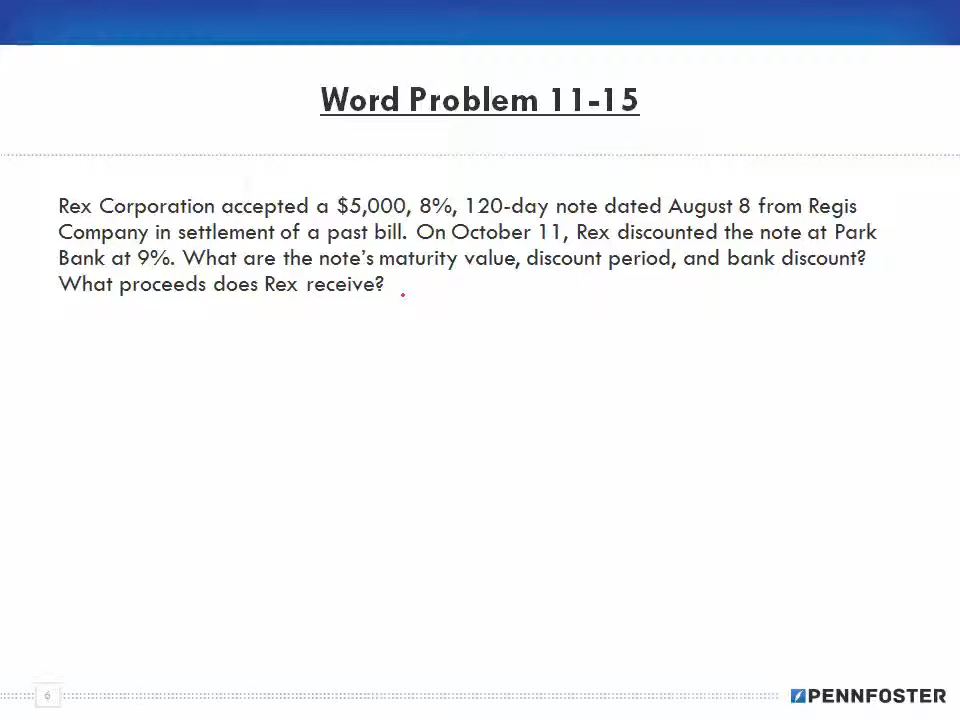 Word Problem 11-15
Rex Corporation accepted a $5,000, 8%, 120-day note dated August 8 from Regis
Company in settlement of a past bill. On October 11, Rex discounted the note at Park
Bank at 9%. What are the note's maturity value, discount period, and bank discount?
What proceeds does Rex receive?
6
PENNFOSTER